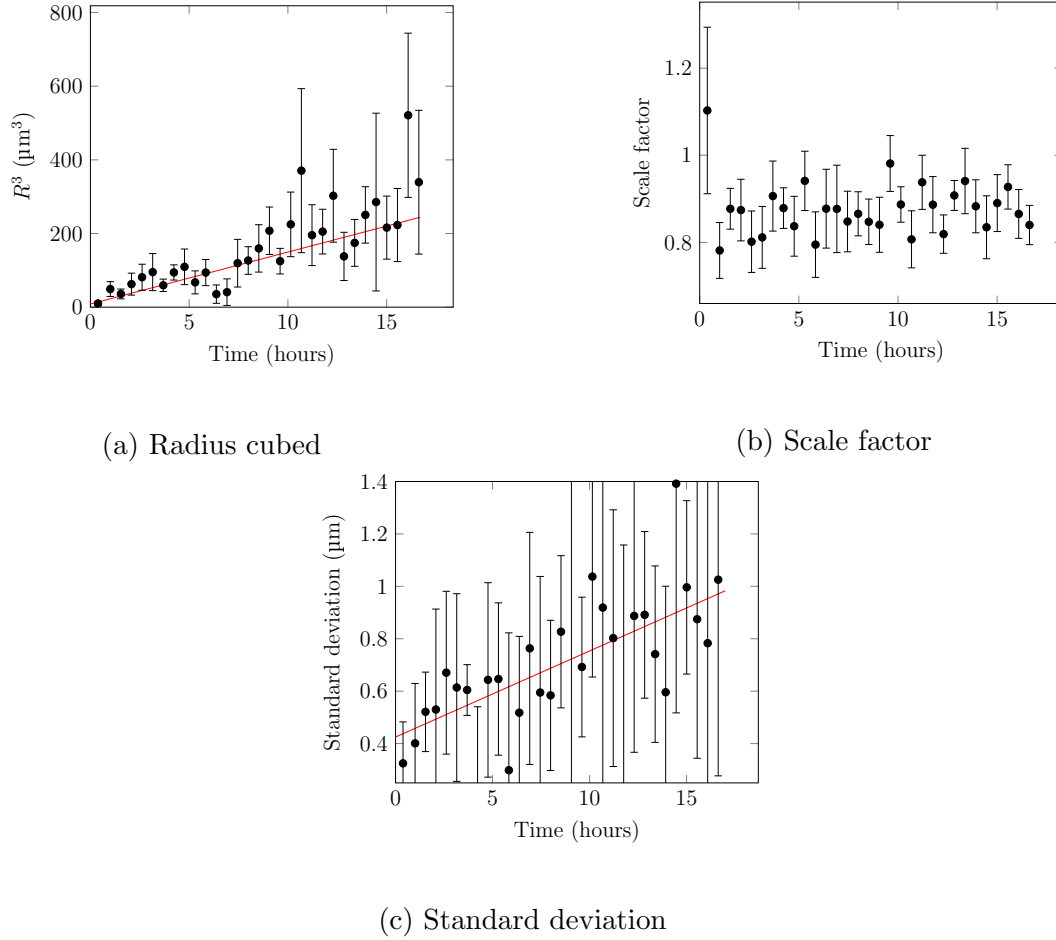 800
600
400
200
0
R³ (µm³)
0 5 10 15
Time (hours)
(a) Radius cubed
1.2
1
0.8
Scale factor
0 5 10 15
Time (hours)
(b) Scale factor
1.4
1.2
1
0.8
0.6
0.4
Standard deviation (µm)
0 5 10 15
Time (hours)
(c) Standard deviation